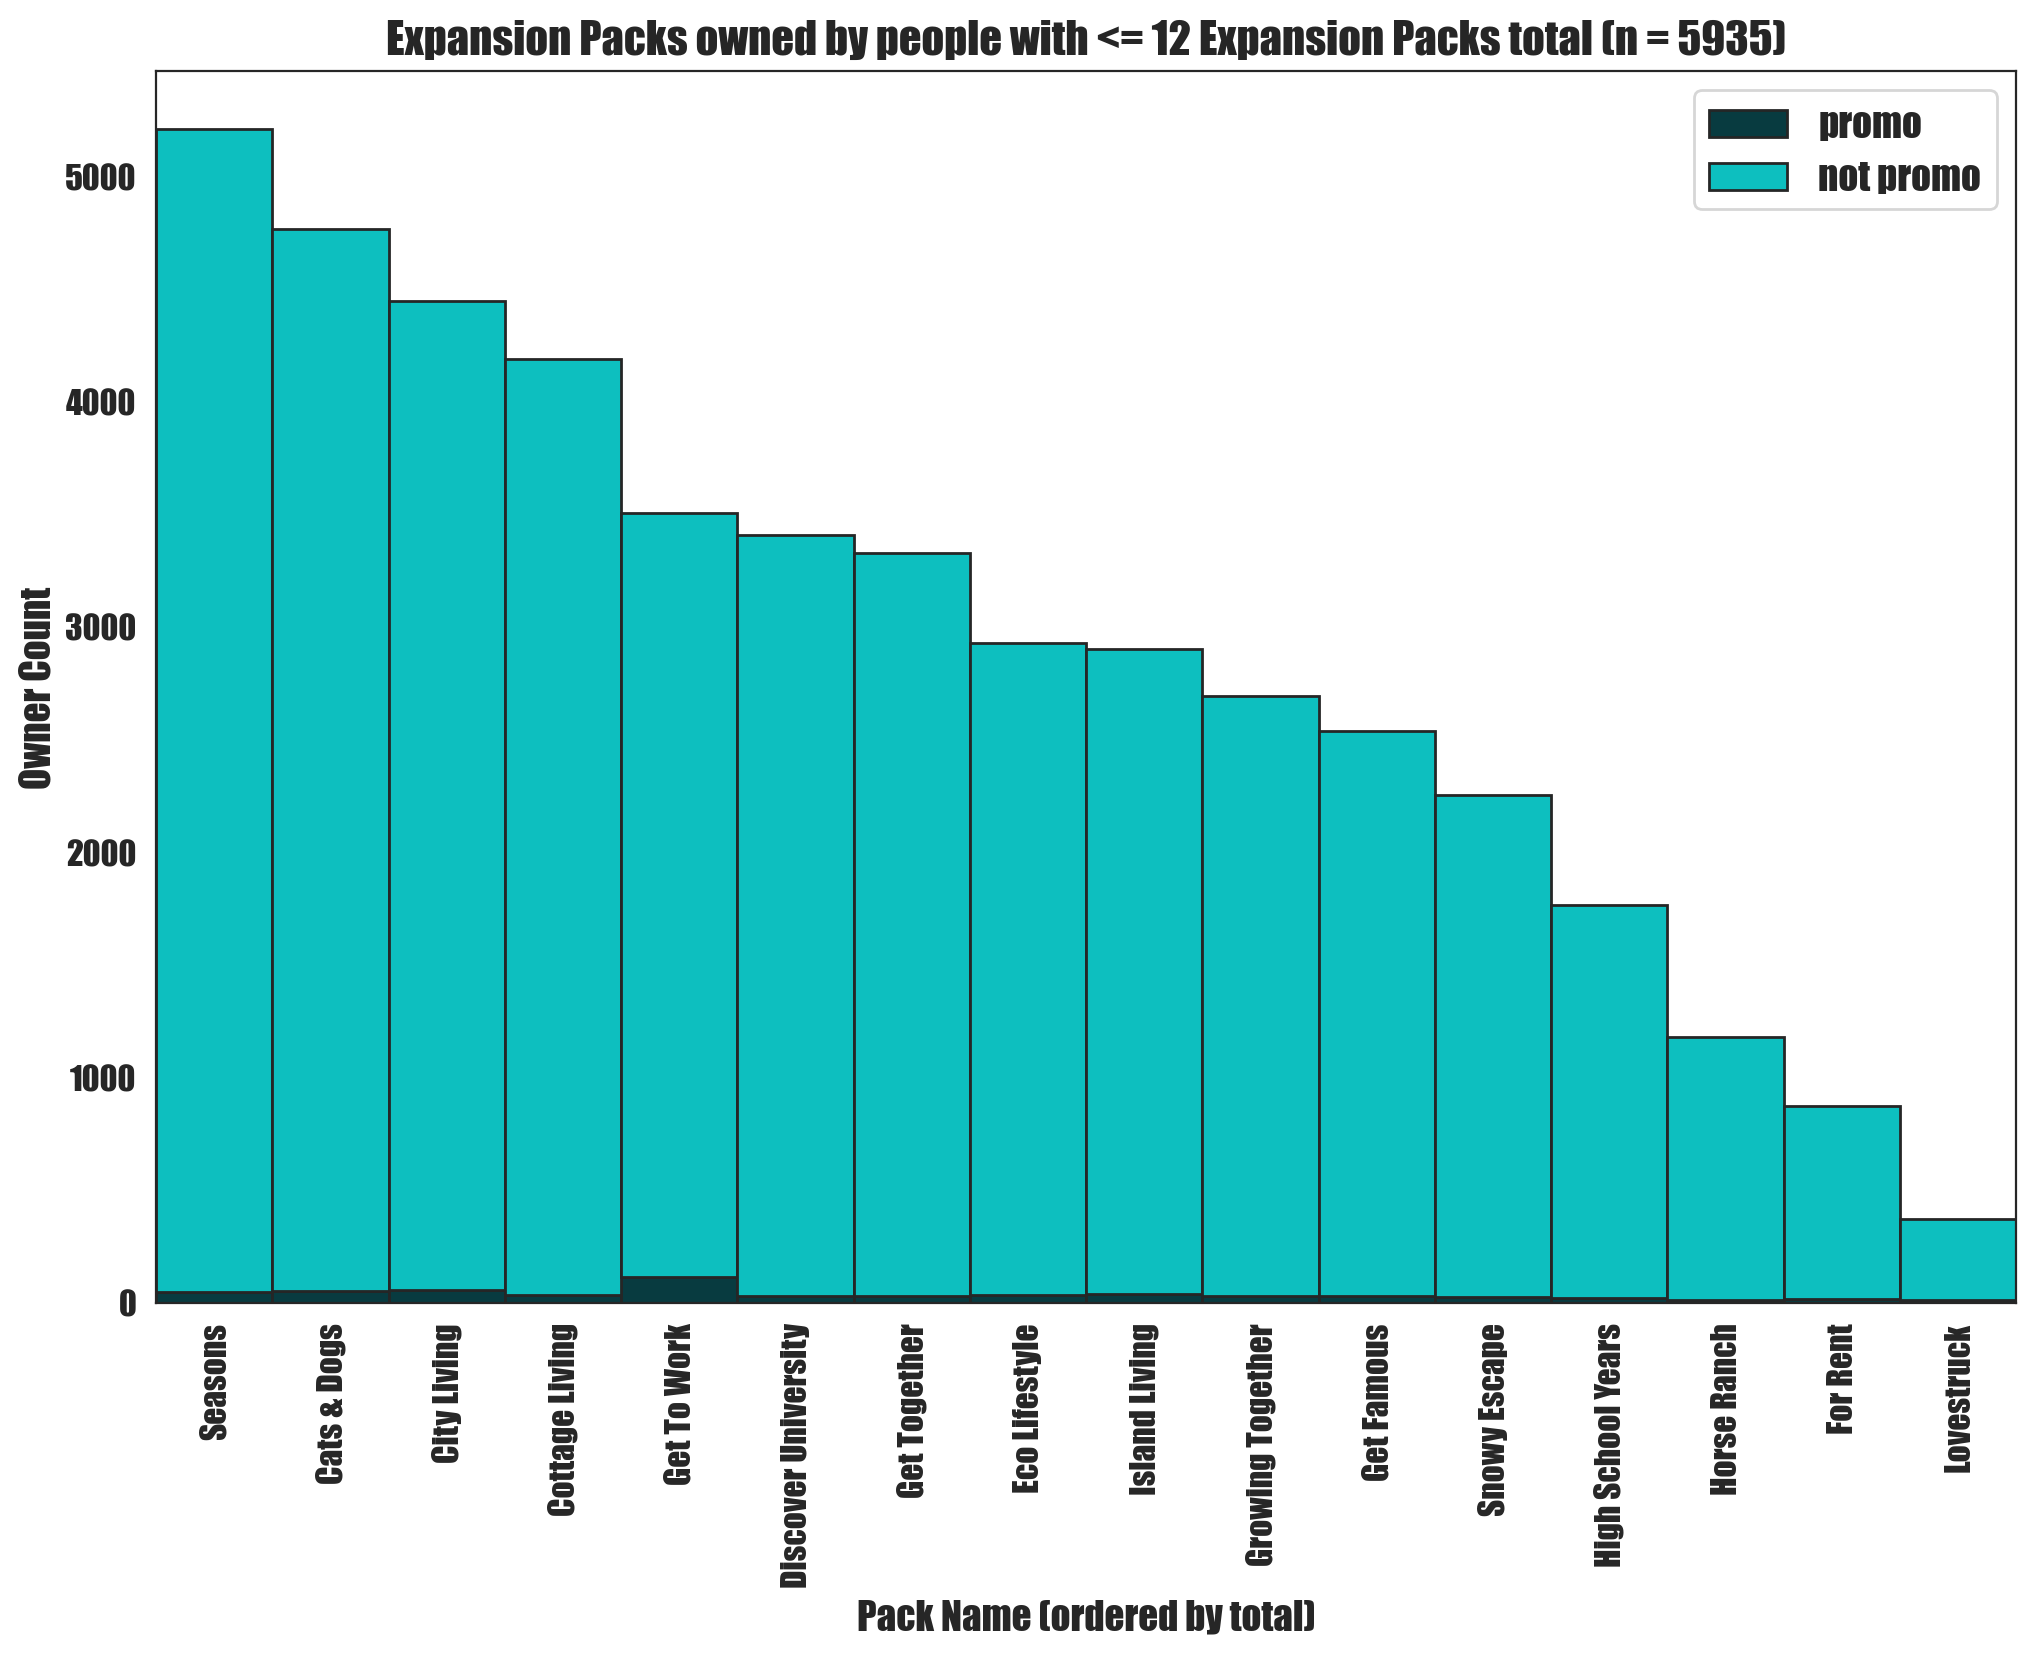 Expansion Packs owned by people with <= 12 Expansion Packs total (n = 5935)
promo
not promo
Owner Count
5000
4000
3000
2000
1000
0
Seasons
Cats & Dogs
City Living
Cottage Living
Get To Work
Discover University
Get Together
Eco Lifestyle
Island Living
Growing Together
Get Famous
Snowy Escape
High School Years
Horse Ranch
For Rent
Lovestruck
Pack Name (ordered by total)